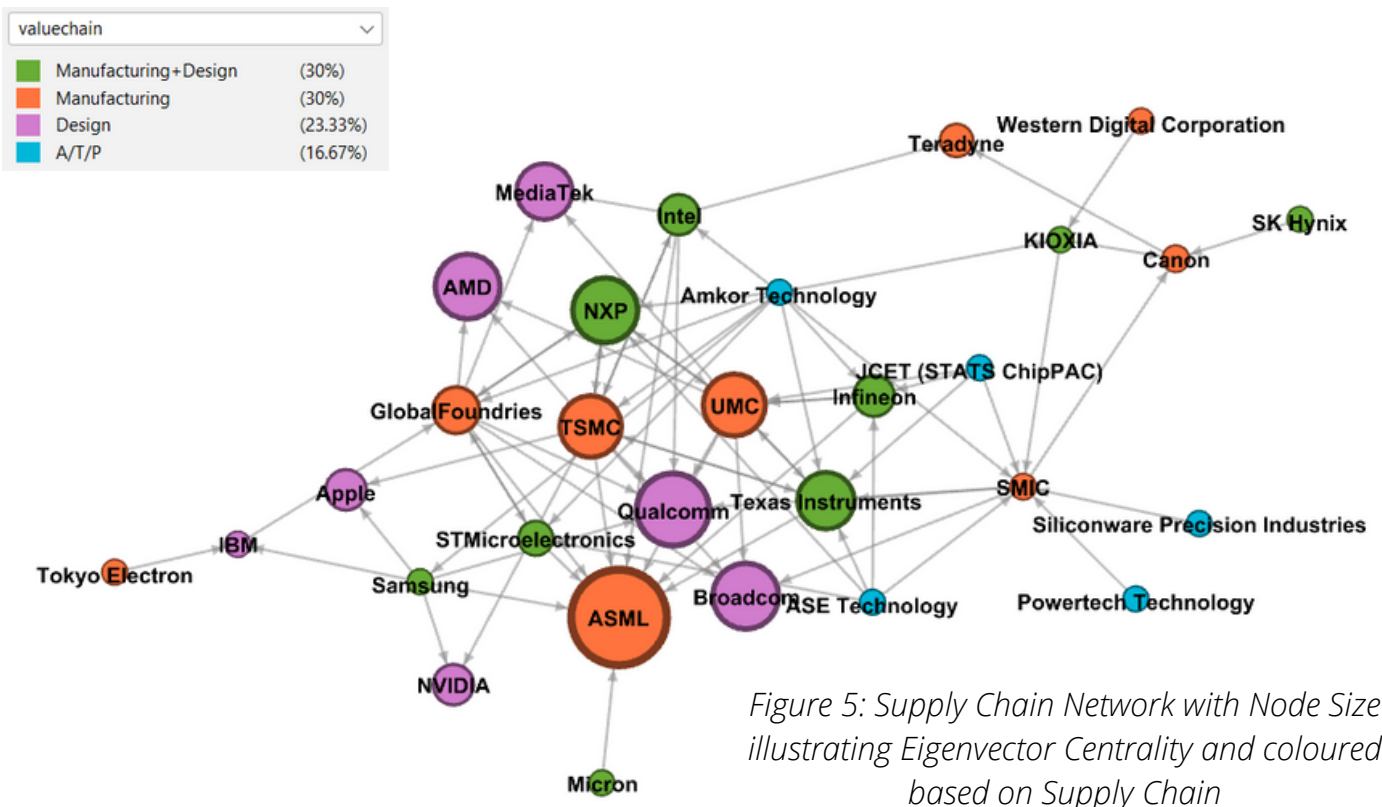 valuechain
Manufacturing+Design (30%)
Manufacturing (30%)
Design (23.33%)
A/T/P (16.67%)
Western Digital Corporation
Teradyne
MediaTek
Intel
SK Hynix
KIOXIA
Canon
AMD
NXP
Amkor Technology
JCET (STATS ChipPAC)
Infineon
UMC
GlobalFoundries
TSMC
Apple
SMIC
Qualcomm
Texas Instruments
Siliconware Precision Industries
STMicroelectronics
IBM
Tokyo Electron
Samsung
Broadcom
ASE Technology
Powertech Technology
ASML
NVIDIA
Micron
Figure 5: Supply Chain Network with Node Size
illustrating Eigenvector Centrality and coloured
based on Supply Chain